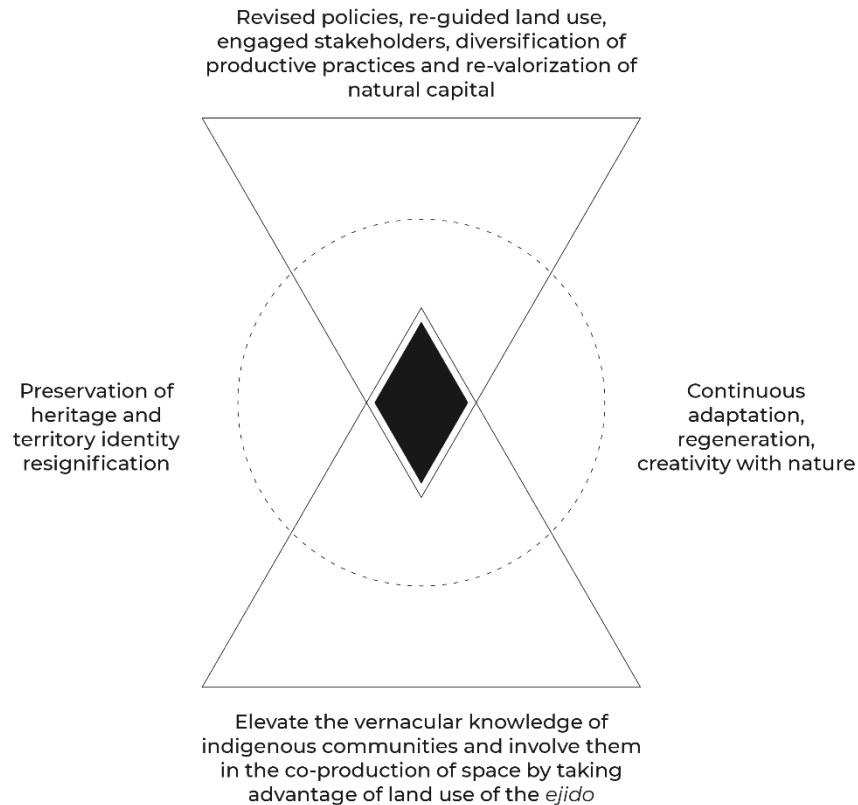 Revised policies, re-guided land use,
engaged stakeholders, diversification of
productive practices and re-valorization of
natural capital
Preservation of
heritage and
territory identity
resignification
Continuous
adaptation,
regeneration,
creativity with nature
Elevate the vernacular knowledge of
indigenous communities and involve them
in the co-production of space by taking
advantage of land use of the ejido